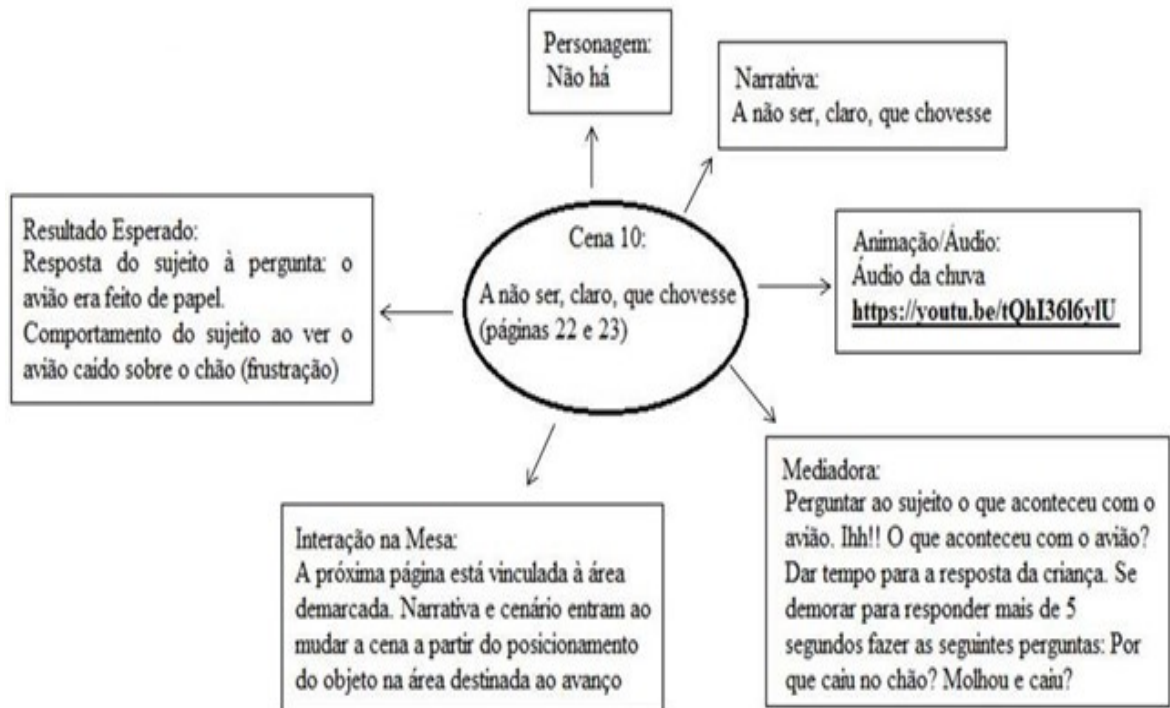 Personagem:
Não há
Narrativa:
A não ser, claro, que chovesse
Resultado Esperado:
Resposta do sujeito à pergunta: o
avião era feito de papel.
Comportamento do sujeito ao ver o
avião caído sobre o chão (frustração)
Cena 10:
A não ser, claro, que chovesse
(páginas 22 e 23)
Animação/Áudio:
Áudio da chuva
Interação na Mesa:
A próxima página está vinculada à área
demarcada. Narrativa e cenário entram ao
mudar a cena a partir do posicionamento
do objeto na área destinada ao avanço
Mediadora:
Perguntar ao sujeito o que aconteceu com o
avião. Ihh!! O que aconteceu com o avião?
Dar tempo para a resposta da criança. Se
demorar para responder mais de 5
segundos fazer as seguintes perguntas: Por
que caiu no chão? Molhou e caiu?